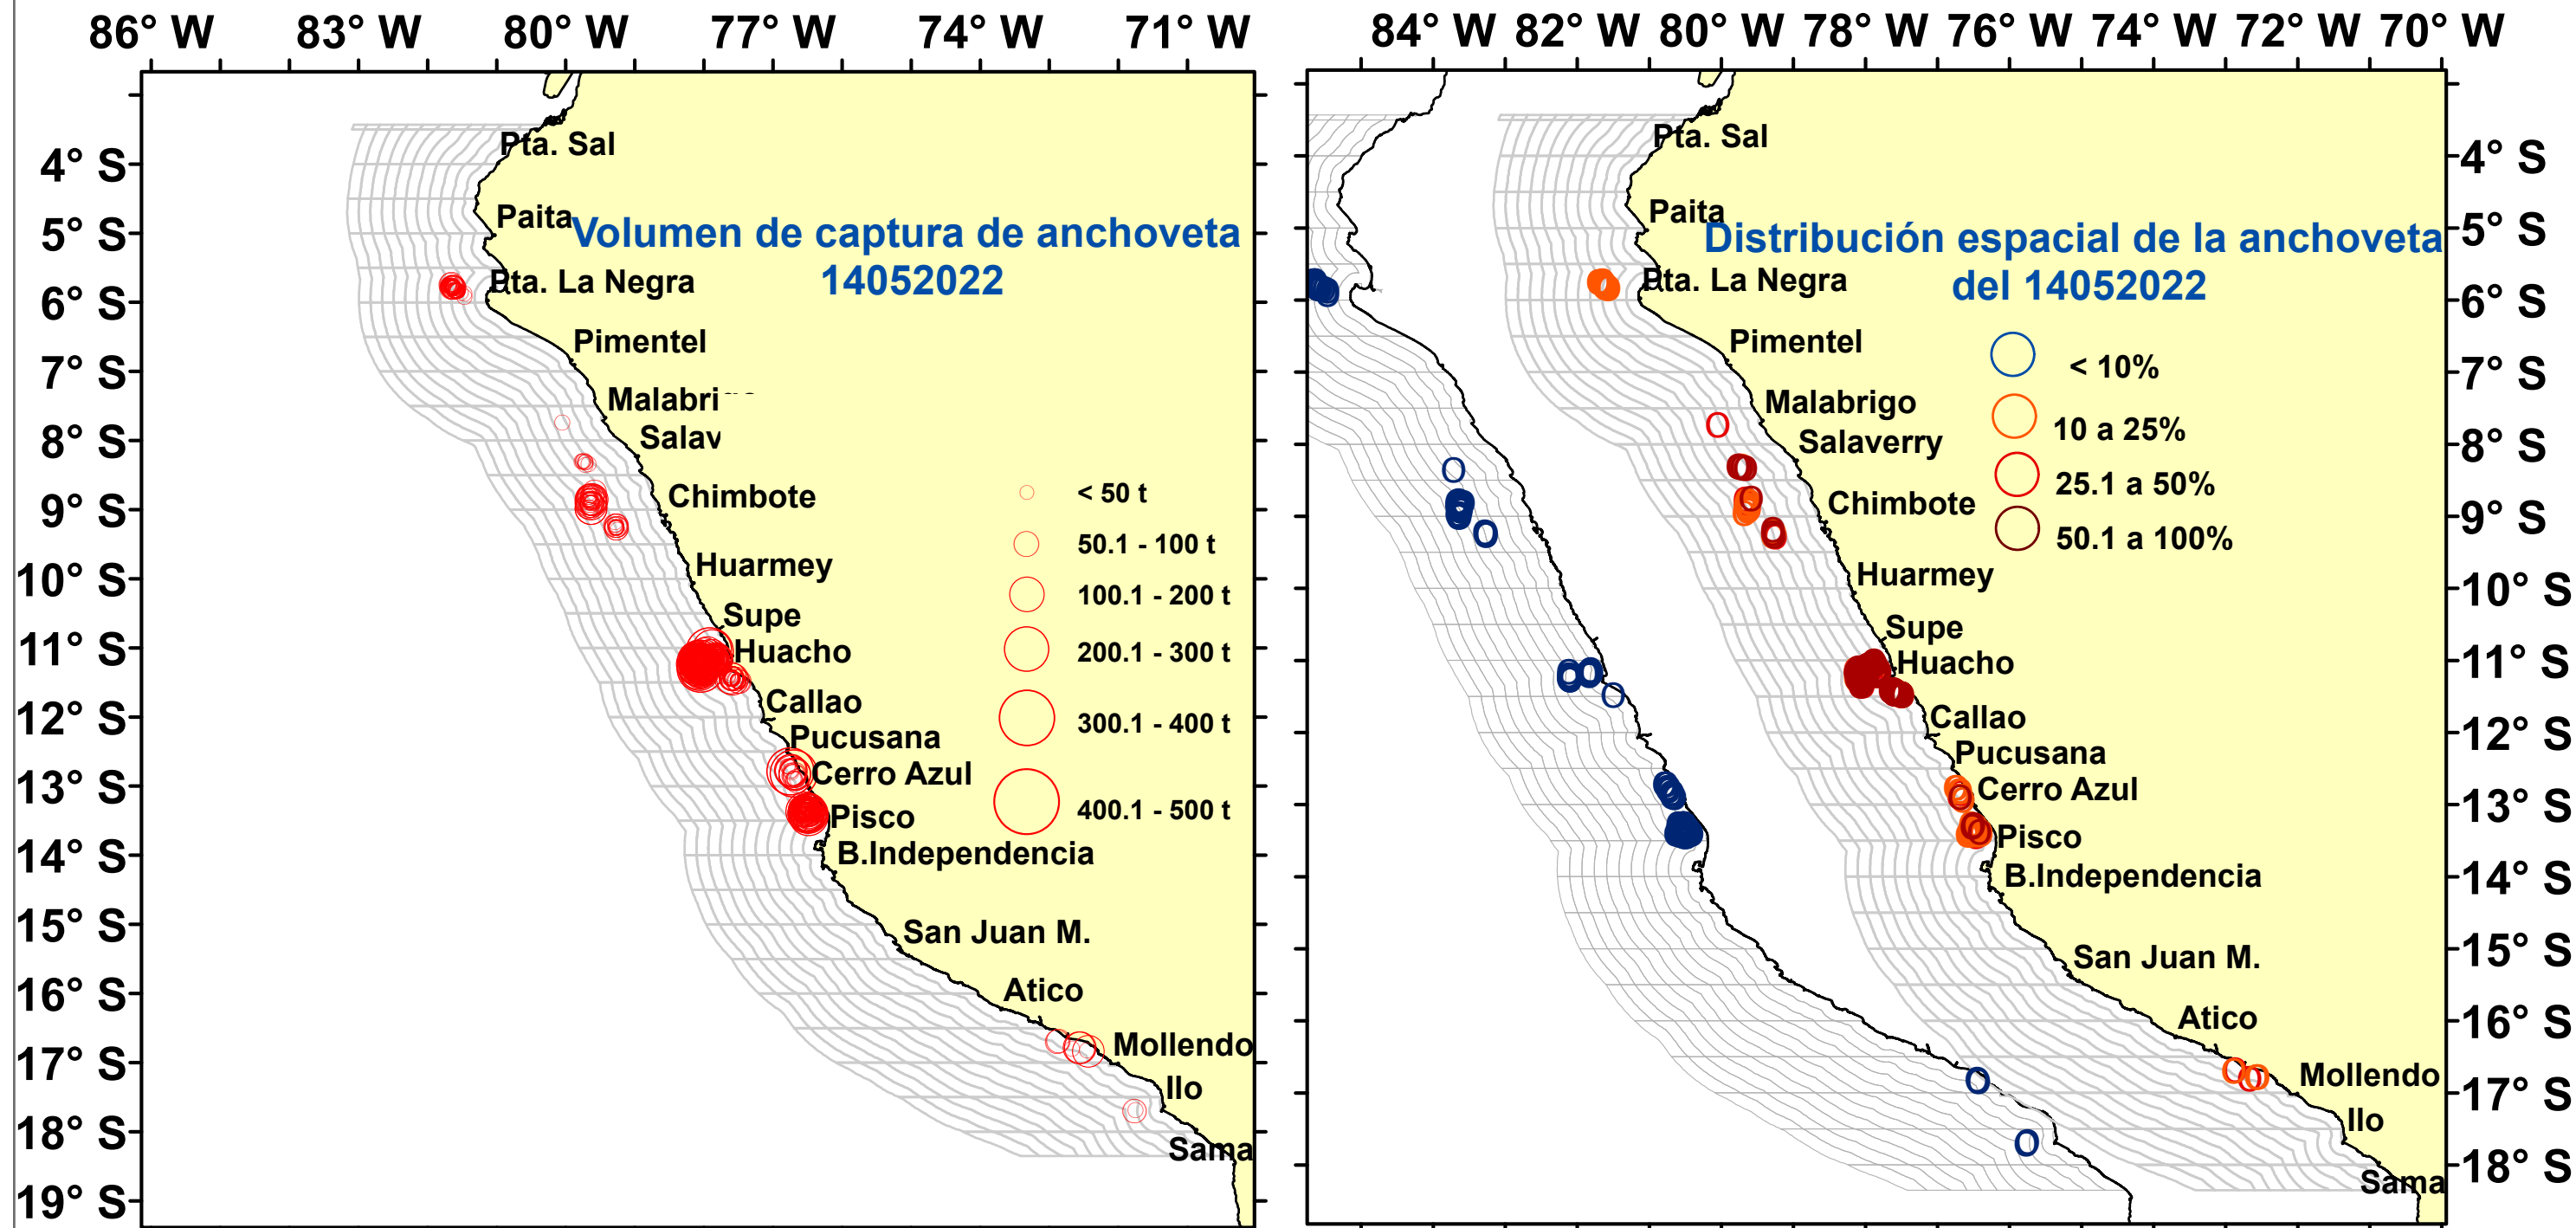 86° W 83° W 80° W 77° W 74° W 71° W
4° S
5° S
6° S
7° S
8° S
9° S
10° S
11° S
12° S
13° S
14° S
15° S
16° S
17° S
18° S
19° S
Pta. Sal
Paita
Volumen de captura de anchoveta
14052022
Pta. La Negra
Pimentel
Malabri
Salav
Chimbote
Huarmey
Supe
Huacho
Callao
Pucusana
Cerro Azul
Pisco
B.Independencia
San Juan M.
Atico
Mollendo
Ilo
Sama
< 50 t
50.1 - 100 t
100.1 - 200 t
200.1 - 300 t
300.1 - 400 t
400.1 - 500 t
84° W 82° W 80° W 78° W 76° W 74° W 72° W 70° W
Pta. Sal
Paita
Distribución espacial de la anchoveta
del 14052022
Pta. La Negra
Pimentel
Malabrigo
Salaverry
Chimbote
Huarmey
Supe
Huacho
Callao
Pucusana
Cerro Azul
Pisco
B.Independencia
San Juan M.
Atico
Mollendo
Ilo
Sama
< 10%
10 a 25%
25.1 a 50%
50.1 a 100%
4° S
5° S
6° S
7° S
8° S
9° S
10° S
11° S
12° S
13° S
14° S
15° S
16° S
17° S
18° S